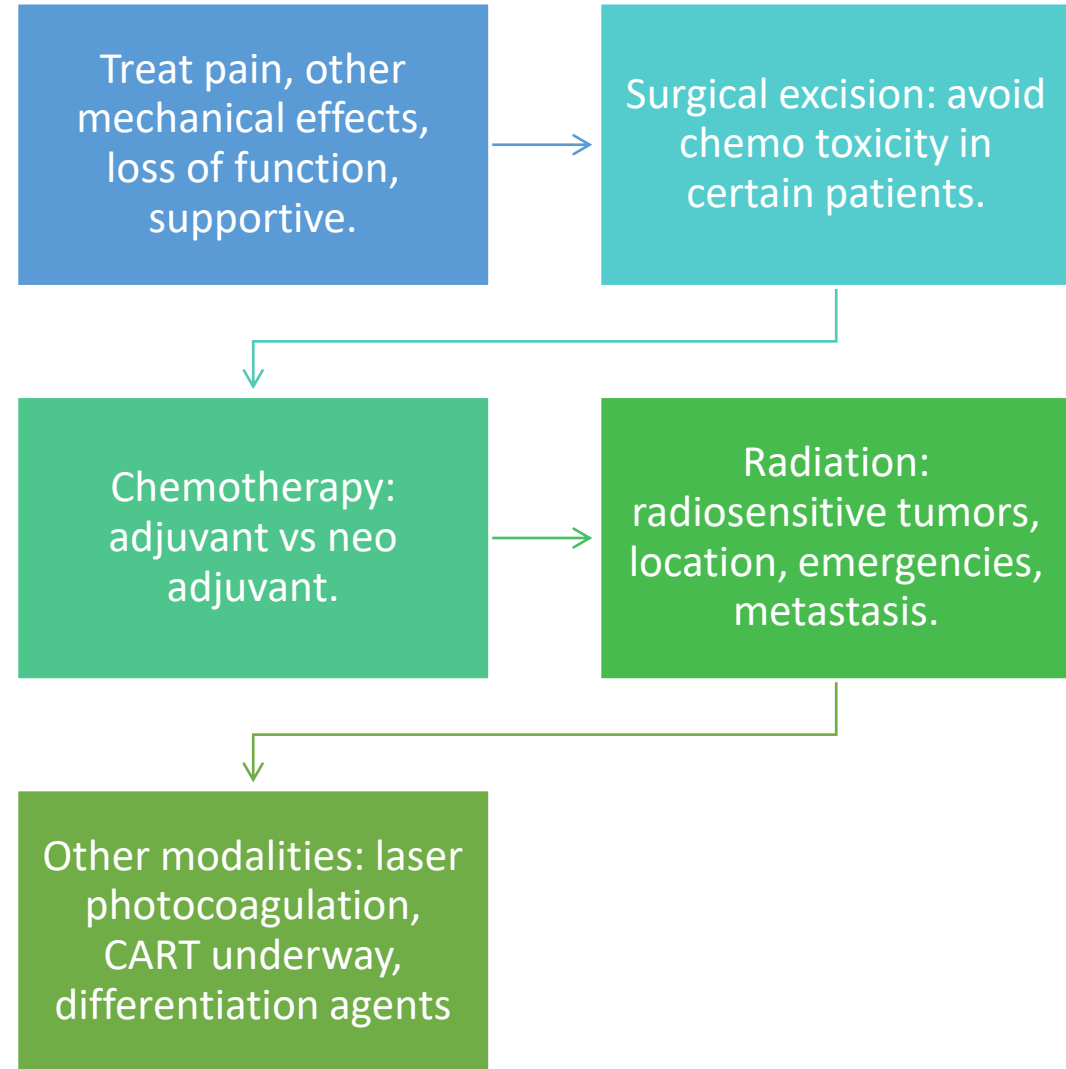 Treat pain, other
mechanical effects,
loss of function,
supportive.
Surgical excision: avoid
chemo toxicity in
certain patients.
Chemotherapy:
adjuvant vs neo
adjuvant.
Radiation:
radiosensitive tumors,
location, emergencies,
metastasis.
Other modalities: laser
photocoagulation,
CART underway,
differentiation agents